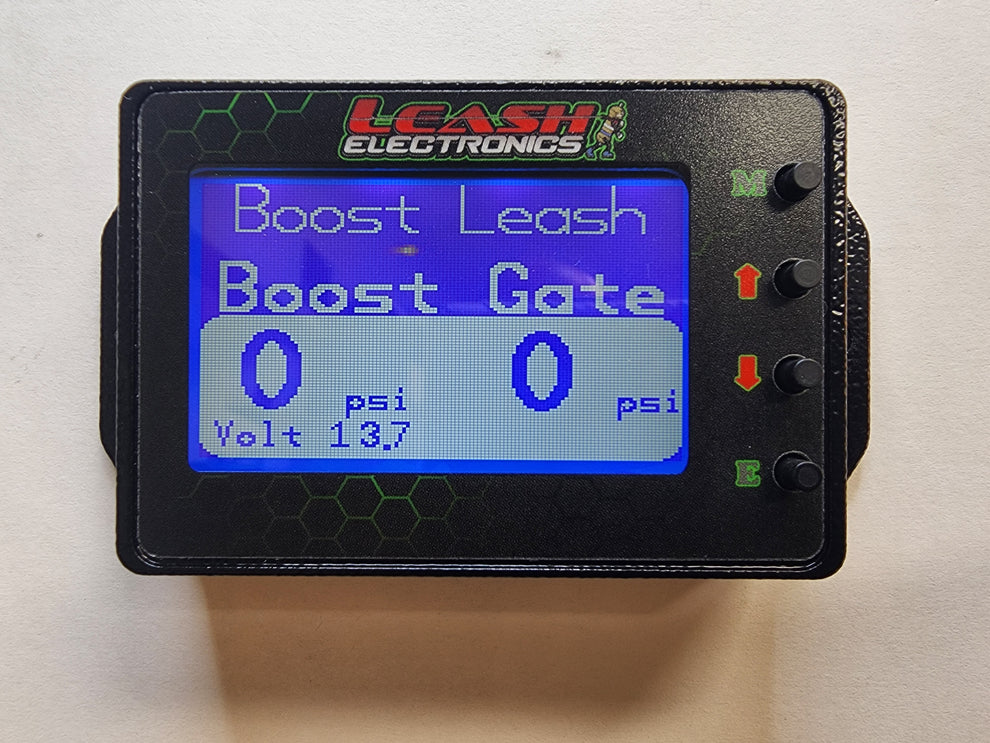 LEASH
ELECTRONICS
Boost Leash
Boost Gate
0 psi 0 psi
Volt 13.7
M
E